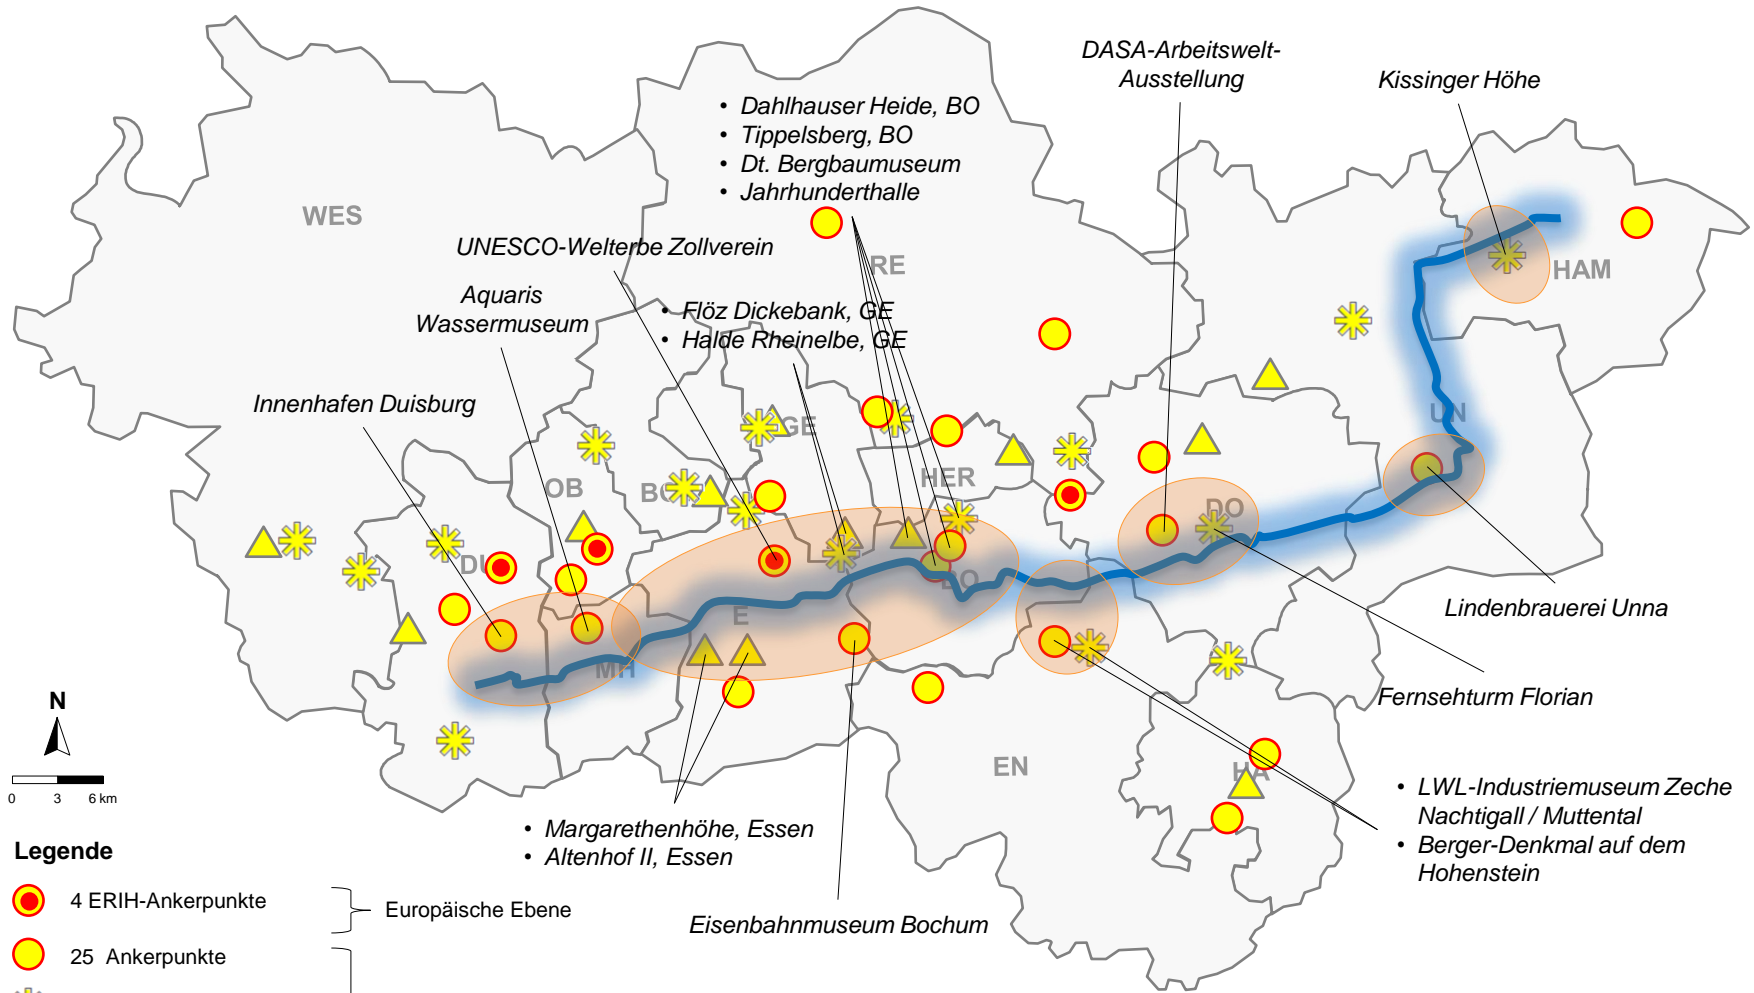 DASA-Arbeitswelt-
Ausstellung
Kissinger Höhe
• Dahlhauser Heide, BO
• Tippelsberg, BO
• Dt. Bergbaumuseum
• Jahrhunderthalle
WES
UNESCO-Welterbe Zollverein
RE
HAM
Aquaris
Wassermuseum
• Flöz Dickebank, GE
• Halde Rheinelbe, GE
Innenhafen Duisburg
UN
GE
HER
OB
DO
BO
E
MH
Lindenbrauerei Unna
Fernsehturm Florian
N
0 3 6 km
EN
HA
• LWL-Industriemuseum Zeche
Nachtigall / Muttental
• Berger-Denkmal auf dem
Hohenstein
• Margarethenhöhe, Essen
• Altenhof II, Essen
Eisenbahnmuseum Bochum
Legende
4 ERIH-Ankerpunkte
Europäische Ebene
25 Ankerpunkte